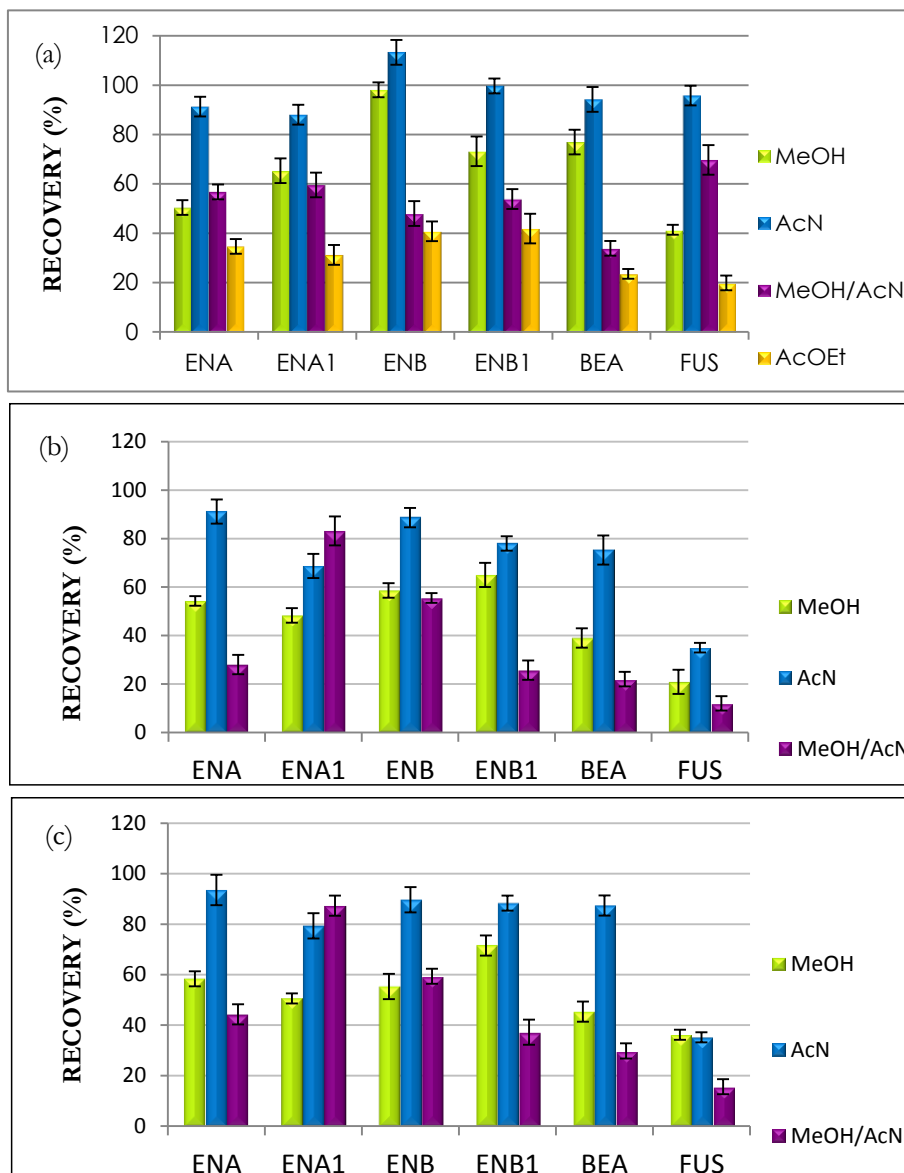 (a)
RECOVERY (%)
120
100
80
60
40
20
0
ENA ENA1 ENB ENB1 BEA FUS
MeOH
AcN
MeOH/AcN
AcOEt
(b)
RECOVERY (%)
120
100
80
60
40
20
0
ENA ENA1 ENB ENB1 BEA FUS
MeOH
AcN
MeOH/AcN
(c)
RECOVERY (%)
120
100
80
60
40
20
0
ENA ENA1 ENB ENB1 BEA FUS
MeOH
AcN
MeOH/AcN